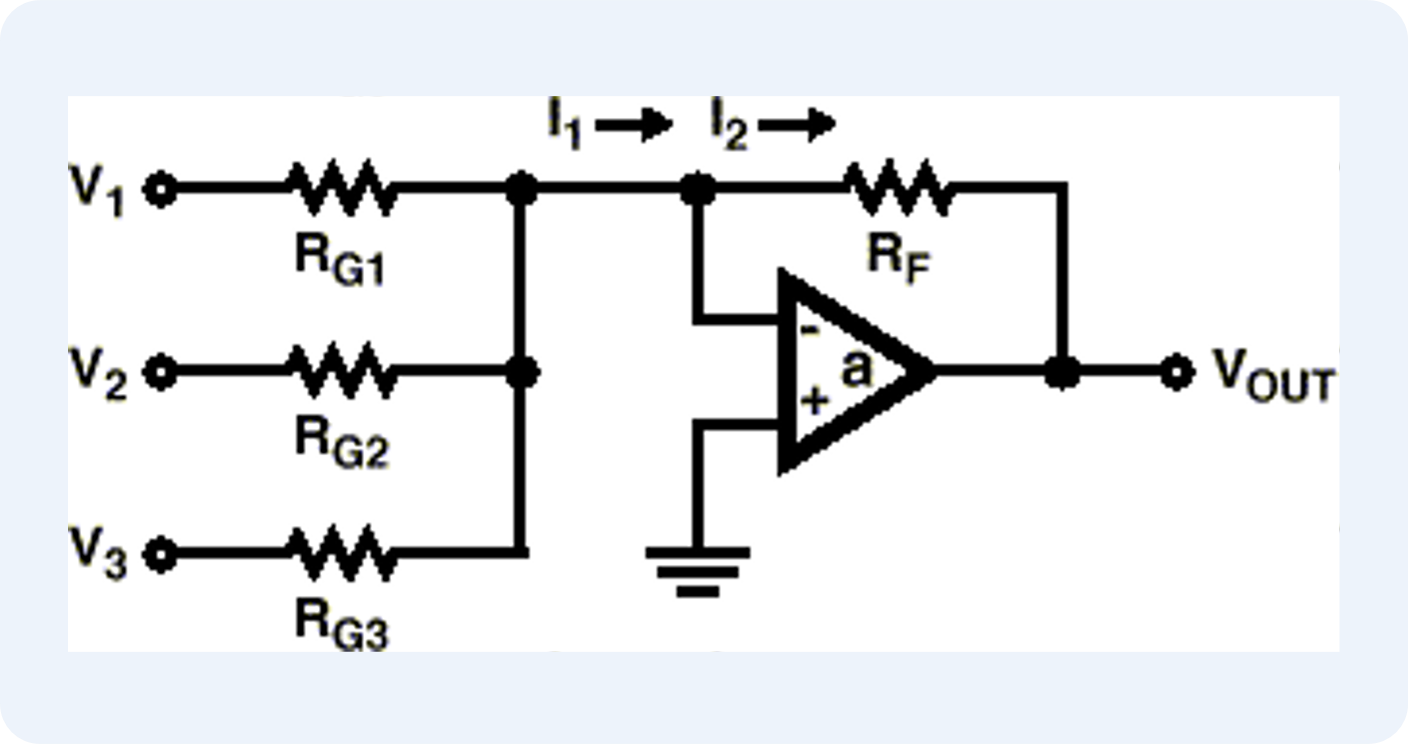 I1 I2
V1
RG1 RF
-
V2 a VOUT
+
RG2
V3
RG3